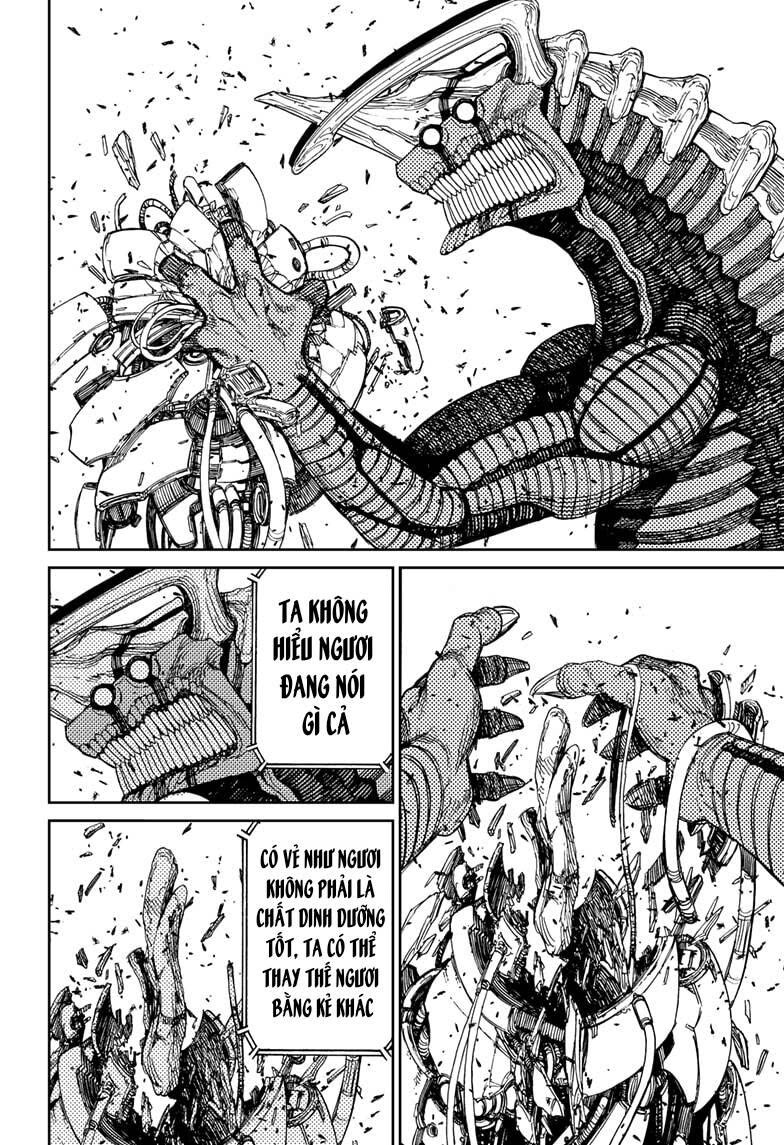 TA KHÔNG
HIỂU NGƯƠI
ĐANG NÓI
GÌ CẢ
CÓ VẺ NHƯ NGƯƠI
KHÔNG PHẢI LÀ
CHẤT DINH DƯỠNG
TỐT, TA CÓ THỂ
THAY THẾ NGƯƠI
BẰNG KẺ KHÁC